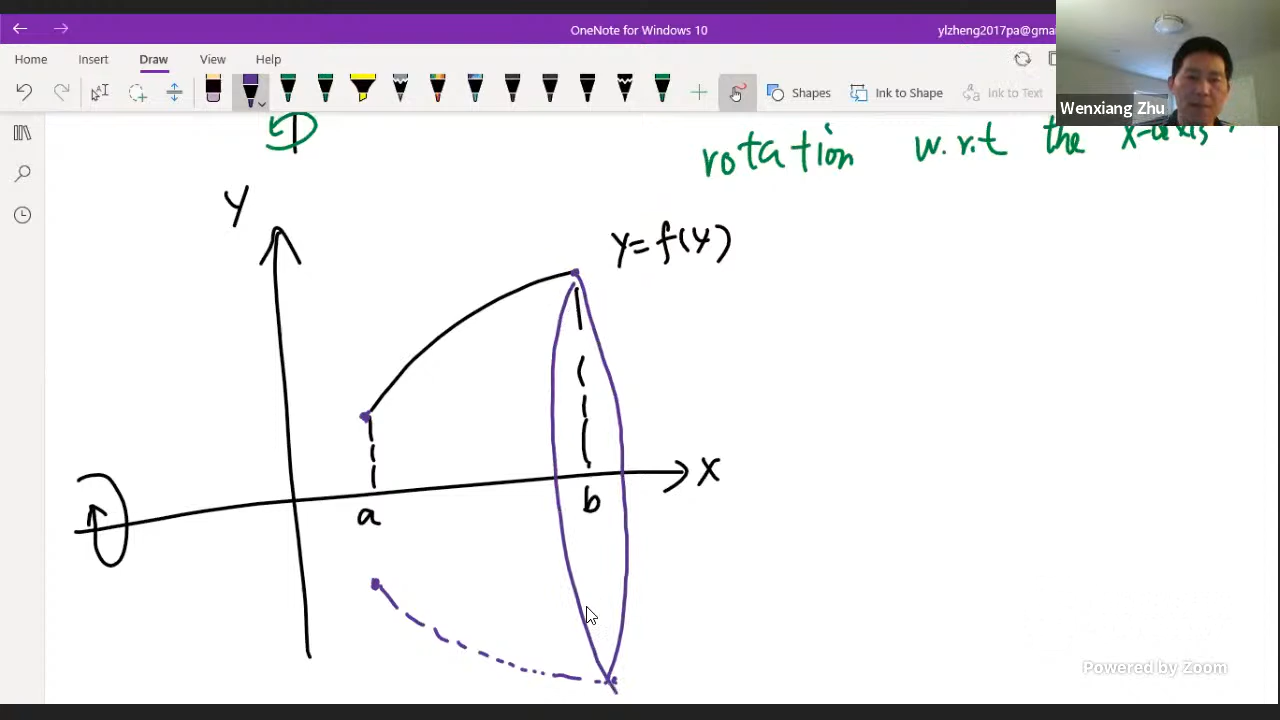 OneNote for Windows 10
ylzheng2017pa@gma
Home Insert Draw View Help
Shapes Ink to Shape Ink to Text
Wenxiang Zhu
rotation w.r.t the x-axis.
Y
y=f(y)
X
a
b
Powered by Zoom